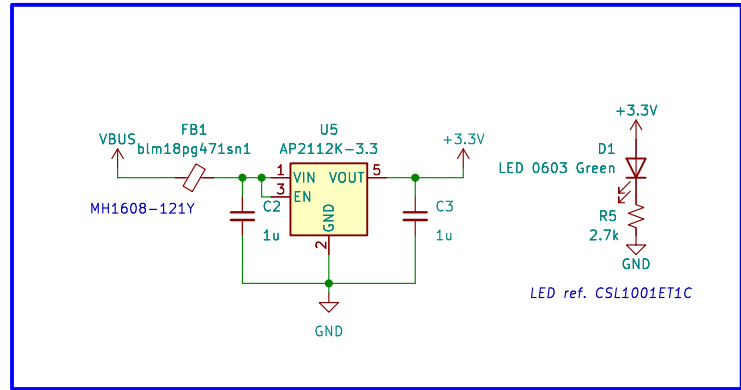 VBUS
FB1
blm18pg471sn1
MH1608-121Y
U5
AP2112K-3.3
1
VIN
VOUT
5
3
EN
GND
2
C2
1u
C3
1u
+3.3V
GND
+3.3V
D1
LED 0603 Green
R5
2.7k
GND
LED ref. CSL1001ET1C